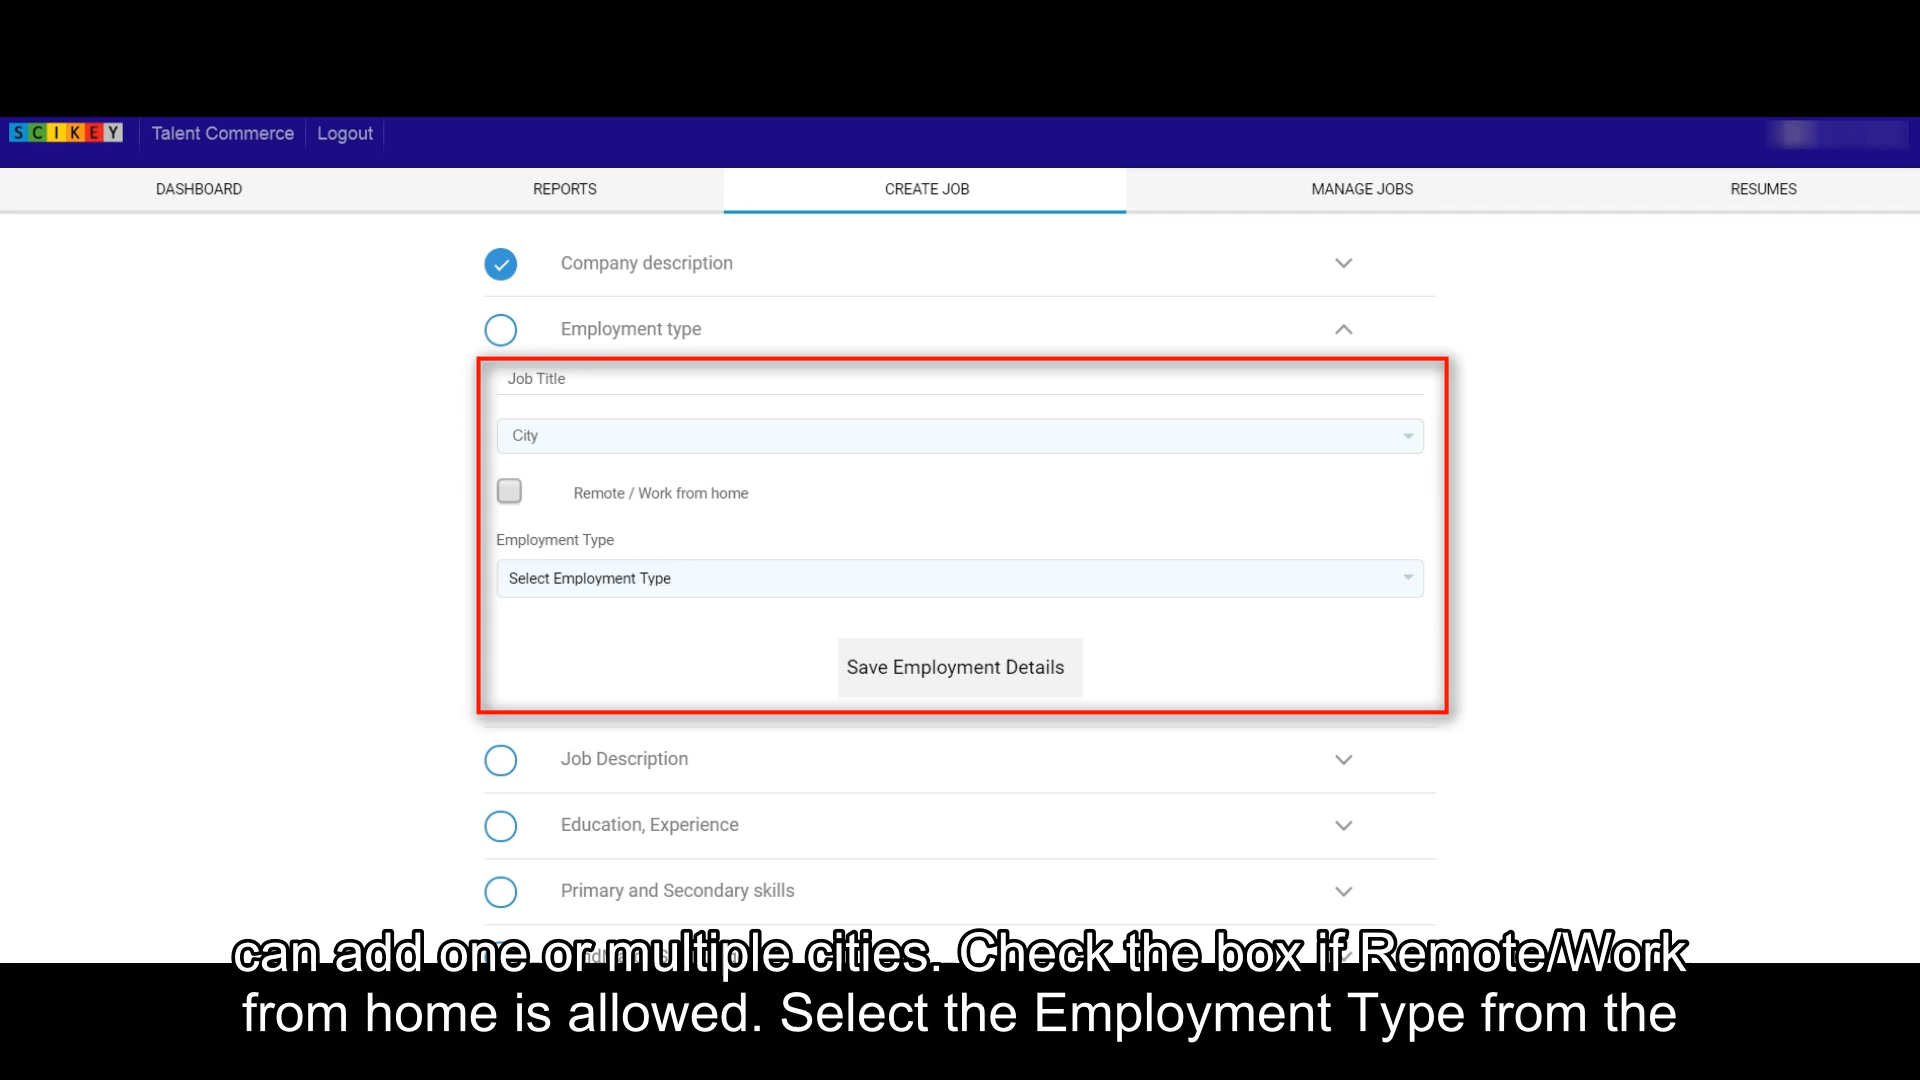 SCIKEY Talent Commerce Logout
DASHBOARD REPORTS CREATE JOB MANAGE JOBS RESUMES
Company description
Employment type
Job Title
City
Remote / Work from home
Employment Type
Select Employment Type
Save Employment Details
Job Description
Education, Experience
Primary and Secondary skills
can add one or multiple cities. Check the box if Remote/Work
from home is allowed. Select the Employment Type from the